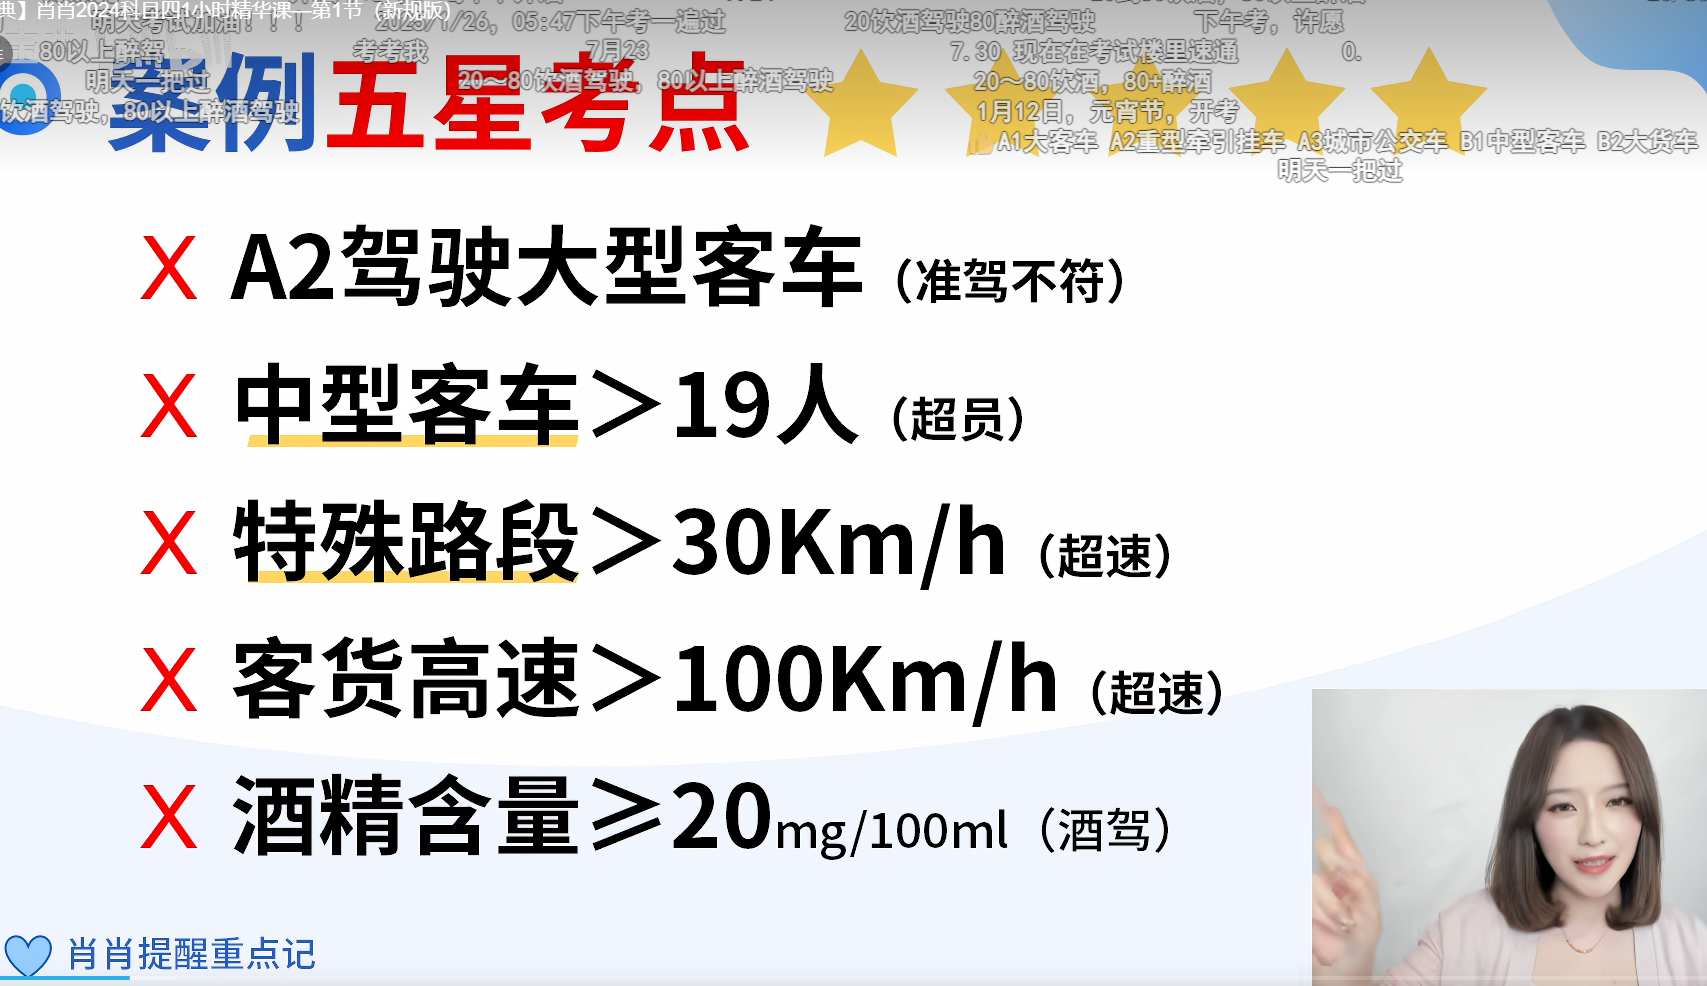 典】肖肖2024科目四1小时精华课—第1节（新规版）
明天考试加油！！！
2023/1/26, 05:47下午考一遍过
20饮酒驾驶80醉酒驾驶
下午考，许愿
80以上醉驾
考考我
7月23
7.30 现在在考试楼里速通
0.
明天一把过
20～80饮酒驾驶，80以上醉酒驾驶
20～80饮酒，80+醉酒
饮酒驾驶，80以上醉酒驾驶
1月12日，元宵节，开考
A1大客车 A2重型牵引挂车 A3城市公交车 B1中型客车 B2大货车
明天一把过
案例五星考点
X A2驾驶大型客车（准驾不符）
X 中型客车＞19人（超员）
X 特殊路段＞30Km/h（超速）
X 客货高速＞100Km/h（超速）
X 酒精含量≥20mg/100ml（酒驾）
肖肖提醒重点记